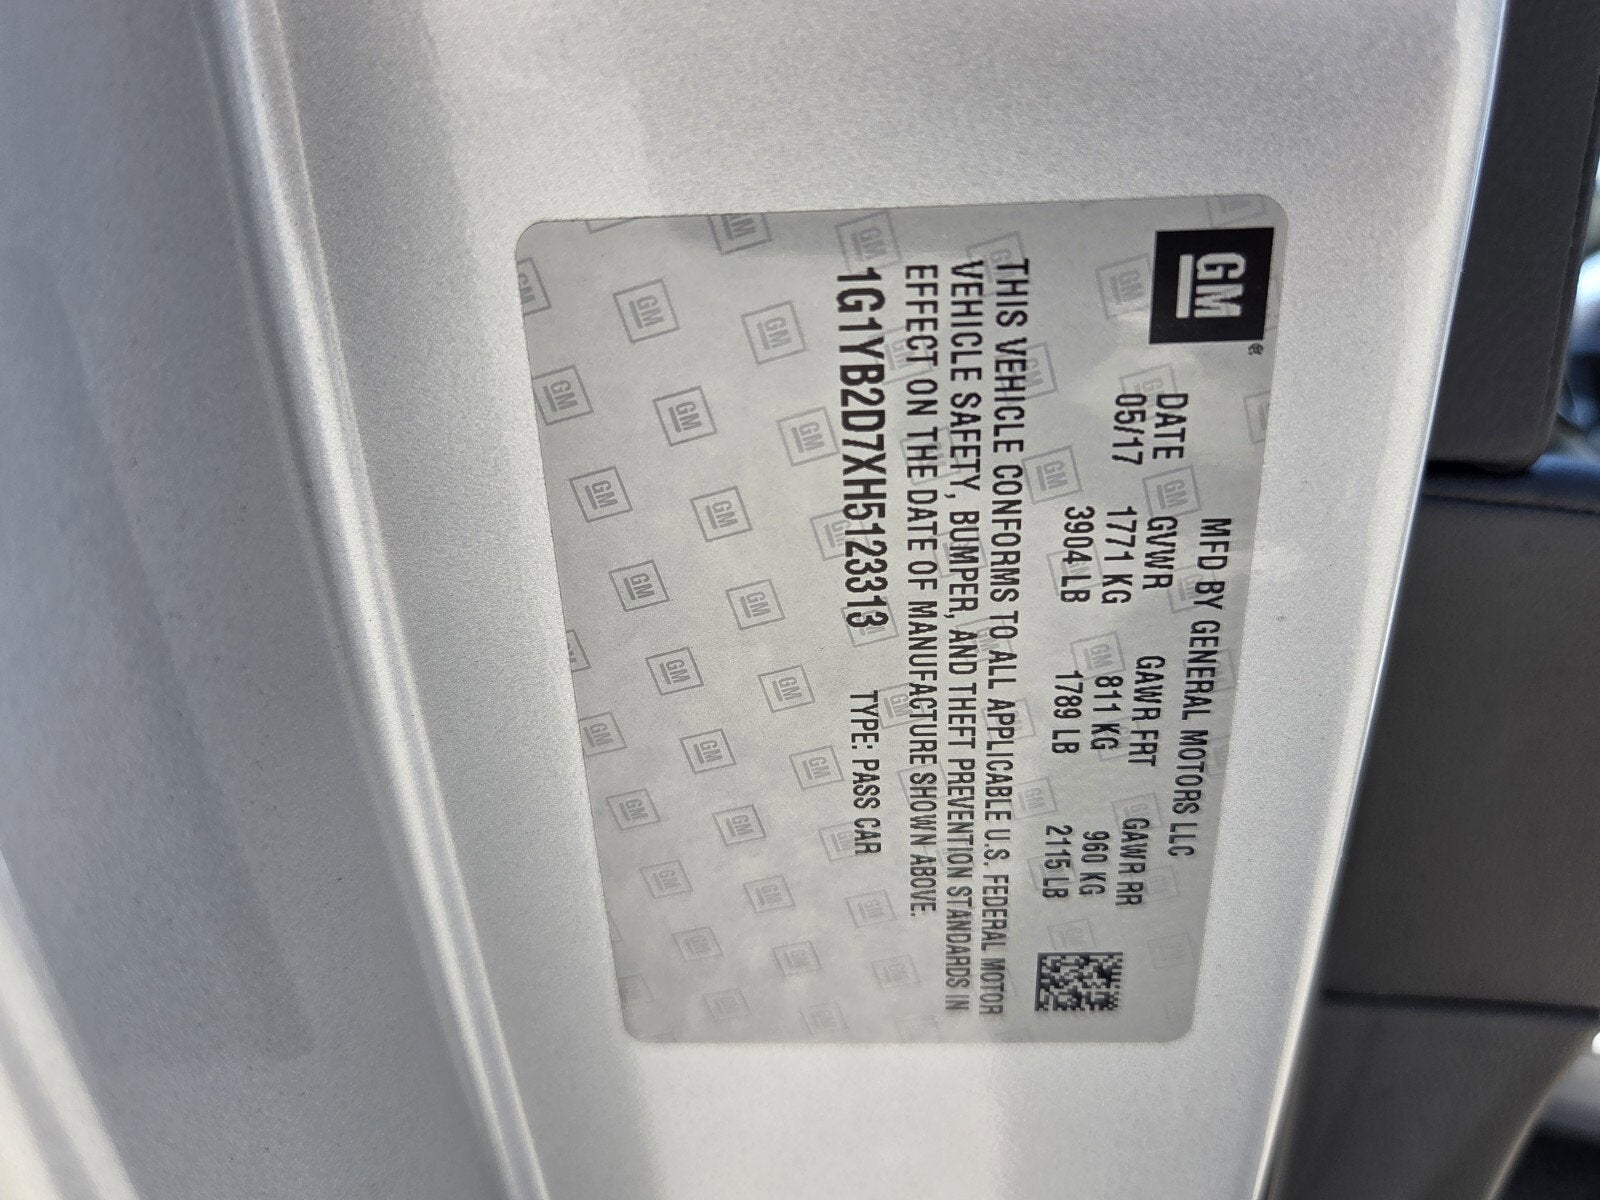 GM ®
MFD BY GENERAL MOTORS LLC
DATE GVWR GAWR FRT GAWR RR
05/17 1771 KG 811 KG 960 KG
3904 LB 1789 LB 2115 LB
THIS VEHICLE CONFORMS TO ALL APPLICABLE U.S. FEDERAL MOTOR
VEHICLE SAFETY, BUMPER, AND THEFT PREVENTION STANDARDS IN
EFFECT ON THE DATE OF MANUFACTURE SHOWN ABOVE.
1G1YB2D7XH5123313 TYPE: PASS CAR